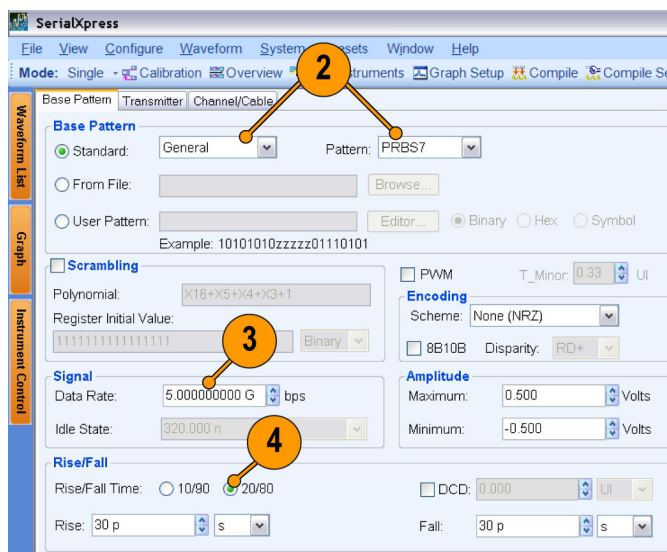 SerialXpress
File View Configure Waveform System Presets Window Help
Mode: Single Calibration Overview struments Graph Setup Compile Compile Se
Base Pattern Transmitter Channel/Cable
2
Waveform List
Graph
Instrument Control
Base Pattern
Standard: General Pattern: PRBS7
From File: Browse...
User Pattern: Editor... Binary Hex Symbol
Example: 10101010zzzzz01110101
Scrambling
Polynomial: X16+X5+X4+X3+1
Register Initial Value:
1111111111111111 Binary
PWM T_Minor: 0.33 UI
Encoding
Scheme: None (NRZ)
8B10B Disparity: RD+
3
Signal
Data Rate: 5.000000000 G bps
Idle State: 320.000 n
Amplitude
Maximum: 0.500 Volts
Minimum: -0.500 Volts
4
Rise/Fall
Rise/Fall Time: 10/90 20/80 DCD: 0.000 UI
Rise: 30 p s Fall: 30 p s